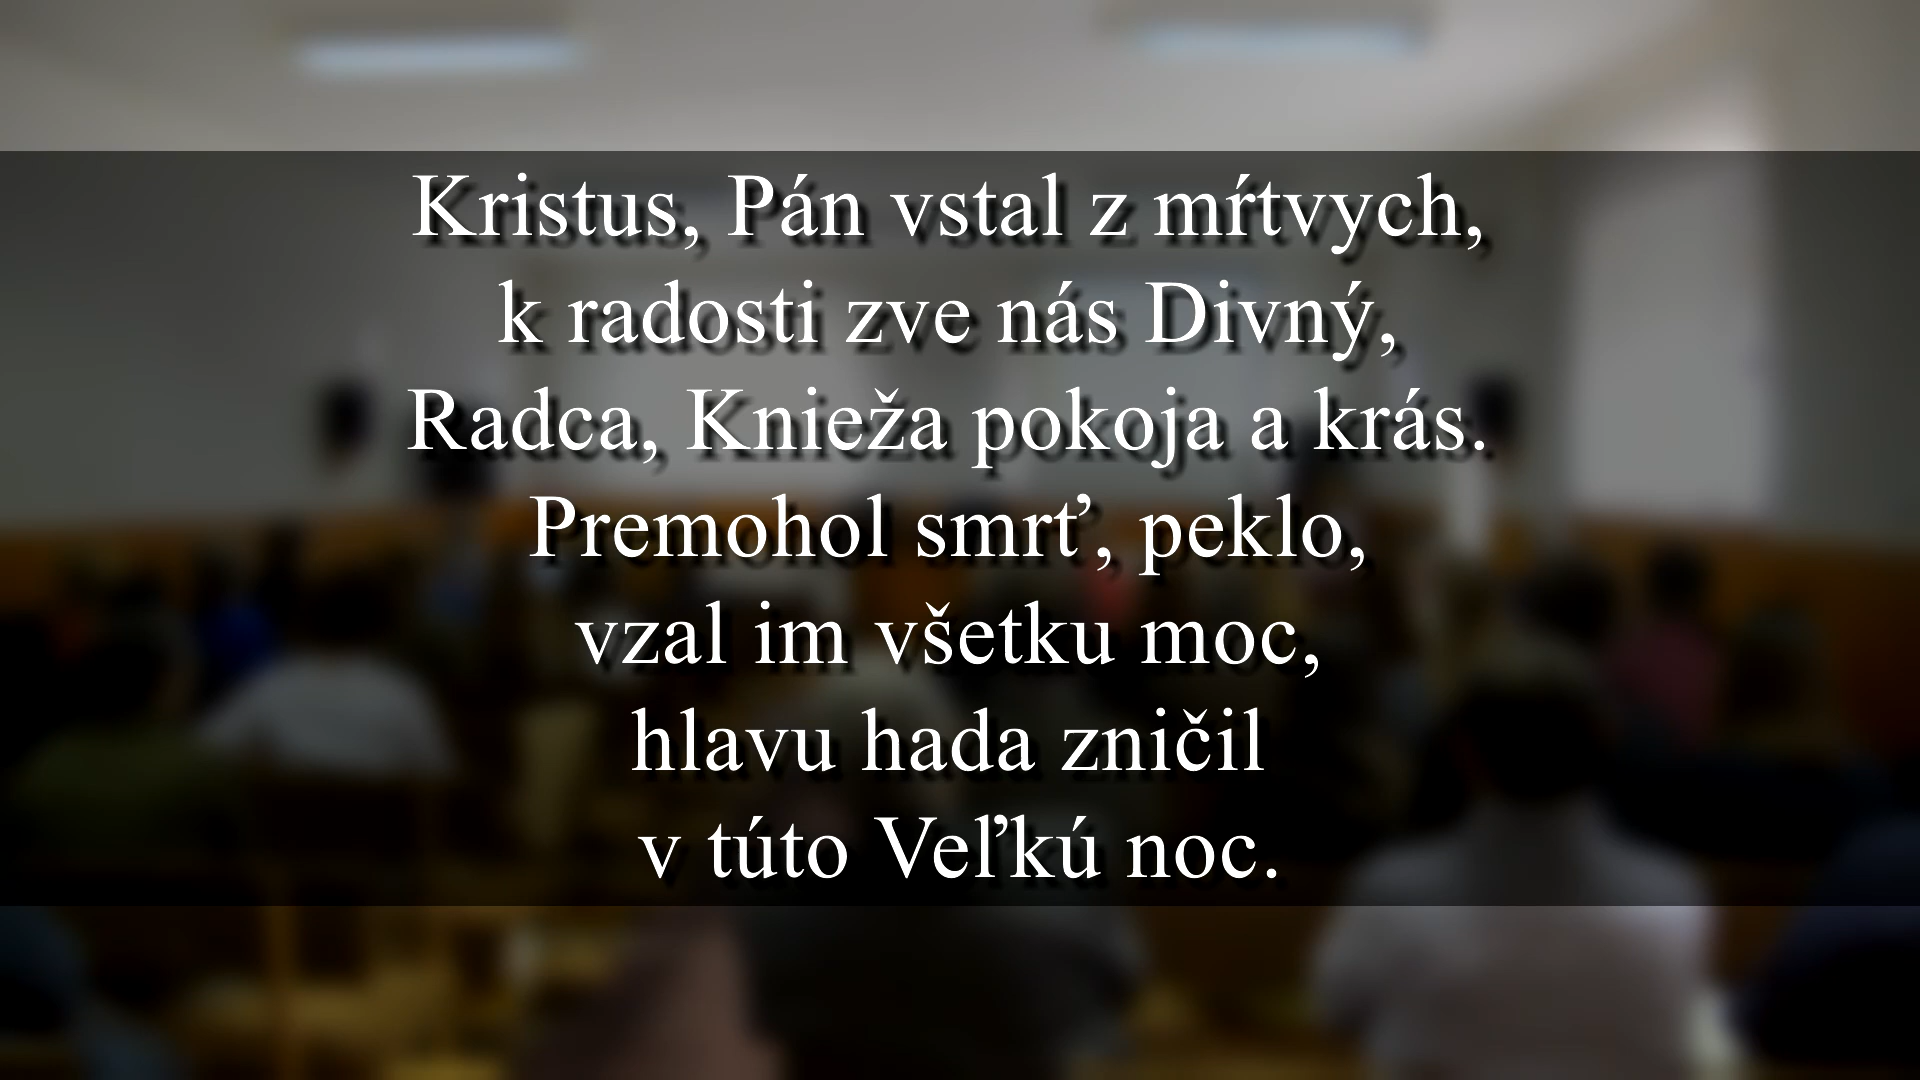 Kristus, Pán vstal z mŕtvych,
k radosti zve nás Divný,
Radca, Knieža pokoja a krás.
Premohol smrť, peklo,
vzal im všetku moc,
hlavu hada zničil
v túto Veľkú noc.